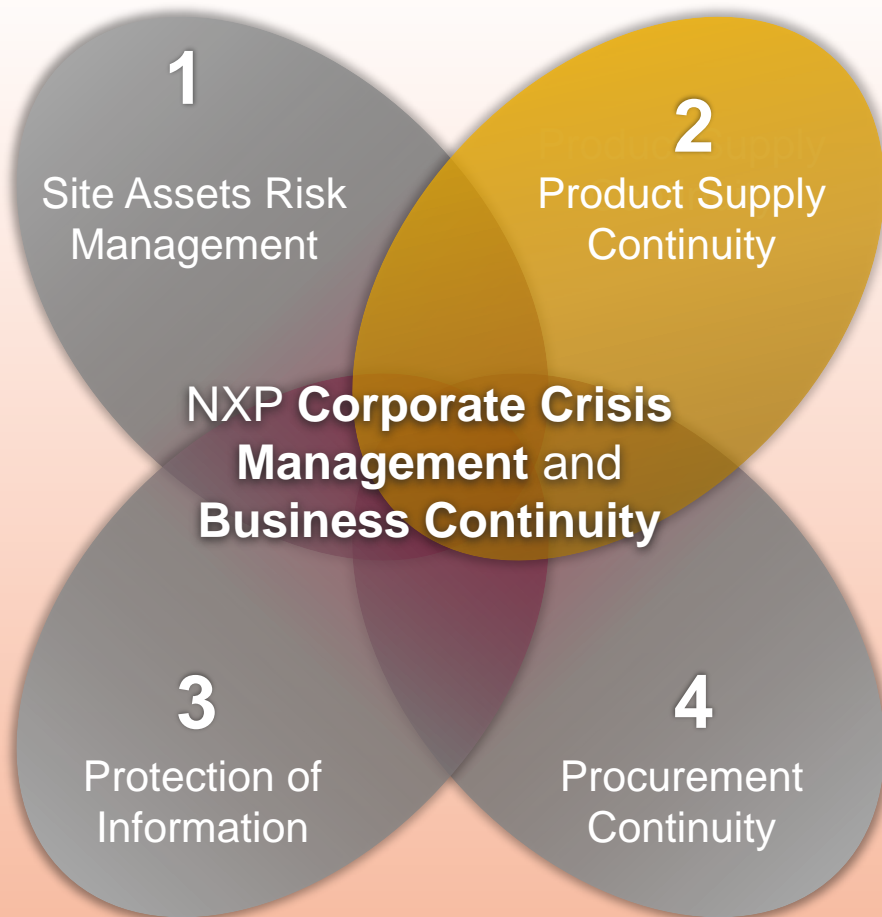 1
Site Assets Risk
Management
2
Product Supply
Continuity
NXP Corporate Crisis
Management and
Business Continuity
3
Protection of
Information
4
Procurement
Continuity